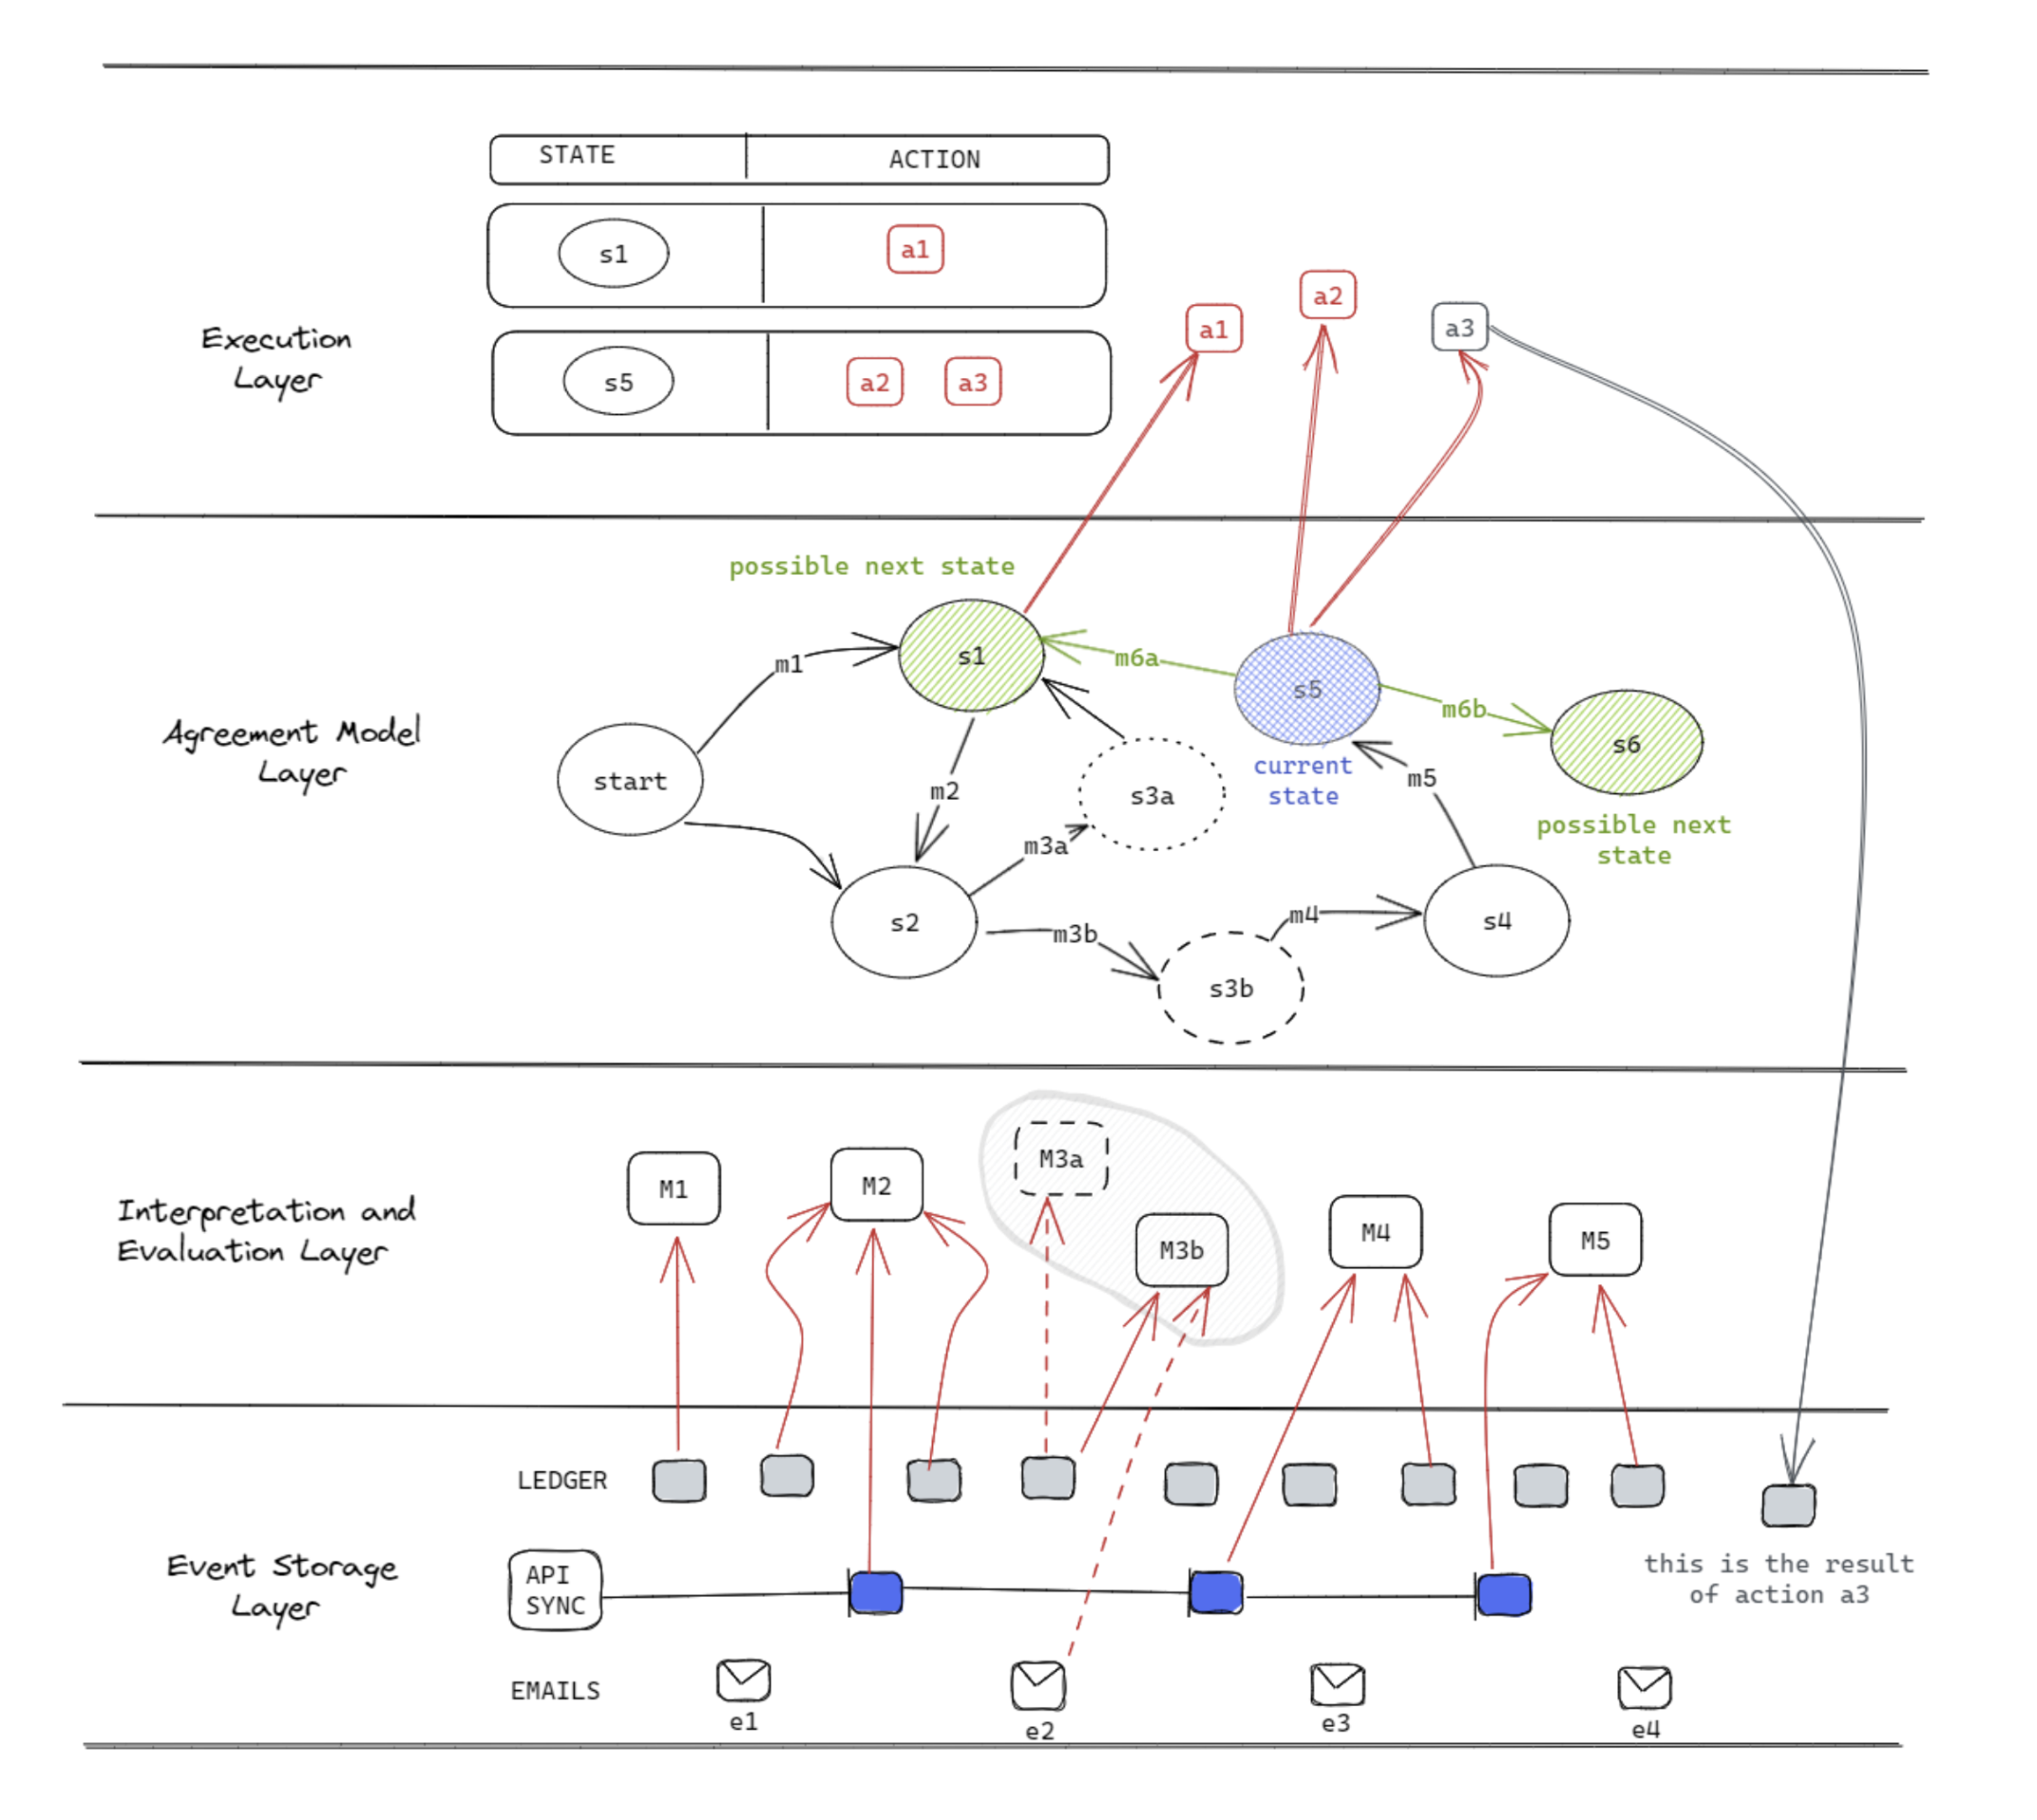 STATE
ACTION
s1
a1
Execution
Layer
s5
a2
a3
a1
a2
a3
possible next state
Agreement Model
Layer
start
m1
s1
m6a
s5
m6b
s6
current
state
possible next
state
m2
s3a
m5
m3a
s2
m3b
s3b
m4
s4
Interpretation and
Evaluation Layer
M1
M2
M3a
M3b
M4
M5
Event Storage
Layer
LEDGER
this is the result
of action a3
API
SYNC
EMAILS
e1
e2
e3
e4